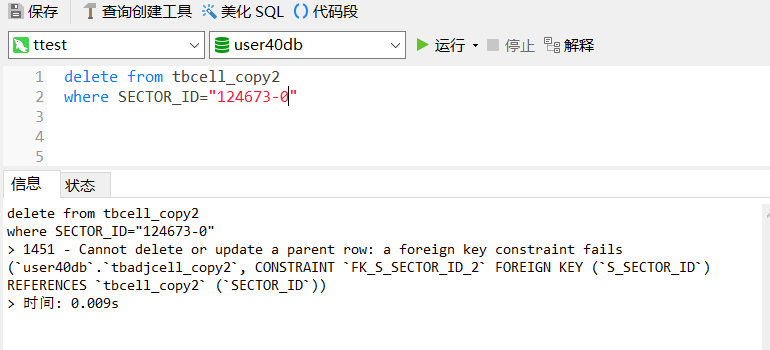 保存 查询创建工具 美化 SQL () 代码段
ttest user40db 运行 停止 解释
1 delete from tbcell_copy2
2 where SECTOR_ID="124673-0"
3
4
5
信息 状态
delete from tbcell_copy2
where SECTOR_ID="124673-0"
> 1451 - Cannot delete or update a parent row: a foreign key constraint fails
(`user40db`.`tbadjcell_copy2`, CONSTRAINT `FK_S_SECTOR_ID_2` FOREIGN KEY (`S_SECTOR_ID`)
REFERENCES `tbcell_copy2` (`SECTOR_ID`))
> 时间: 0.009s